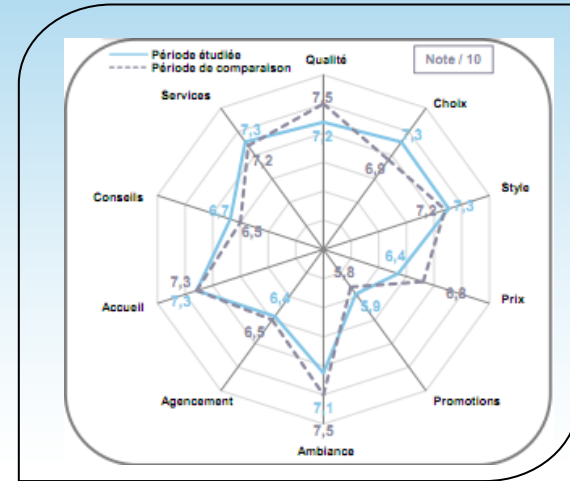 Période étudiée
Période de comparaison
Qualité
Note / 10
Services
Choix
7,5
7,3
7,2
7,3
7,2
6,9
Conseils
Style
6,7
7,2
7,3
6,5
6,4
7,3
5,8
6,8
Accueil
7,3
6,4
5,9
Prix
6,5
Agencement
7,1
Promotions
7,5
Ambiance